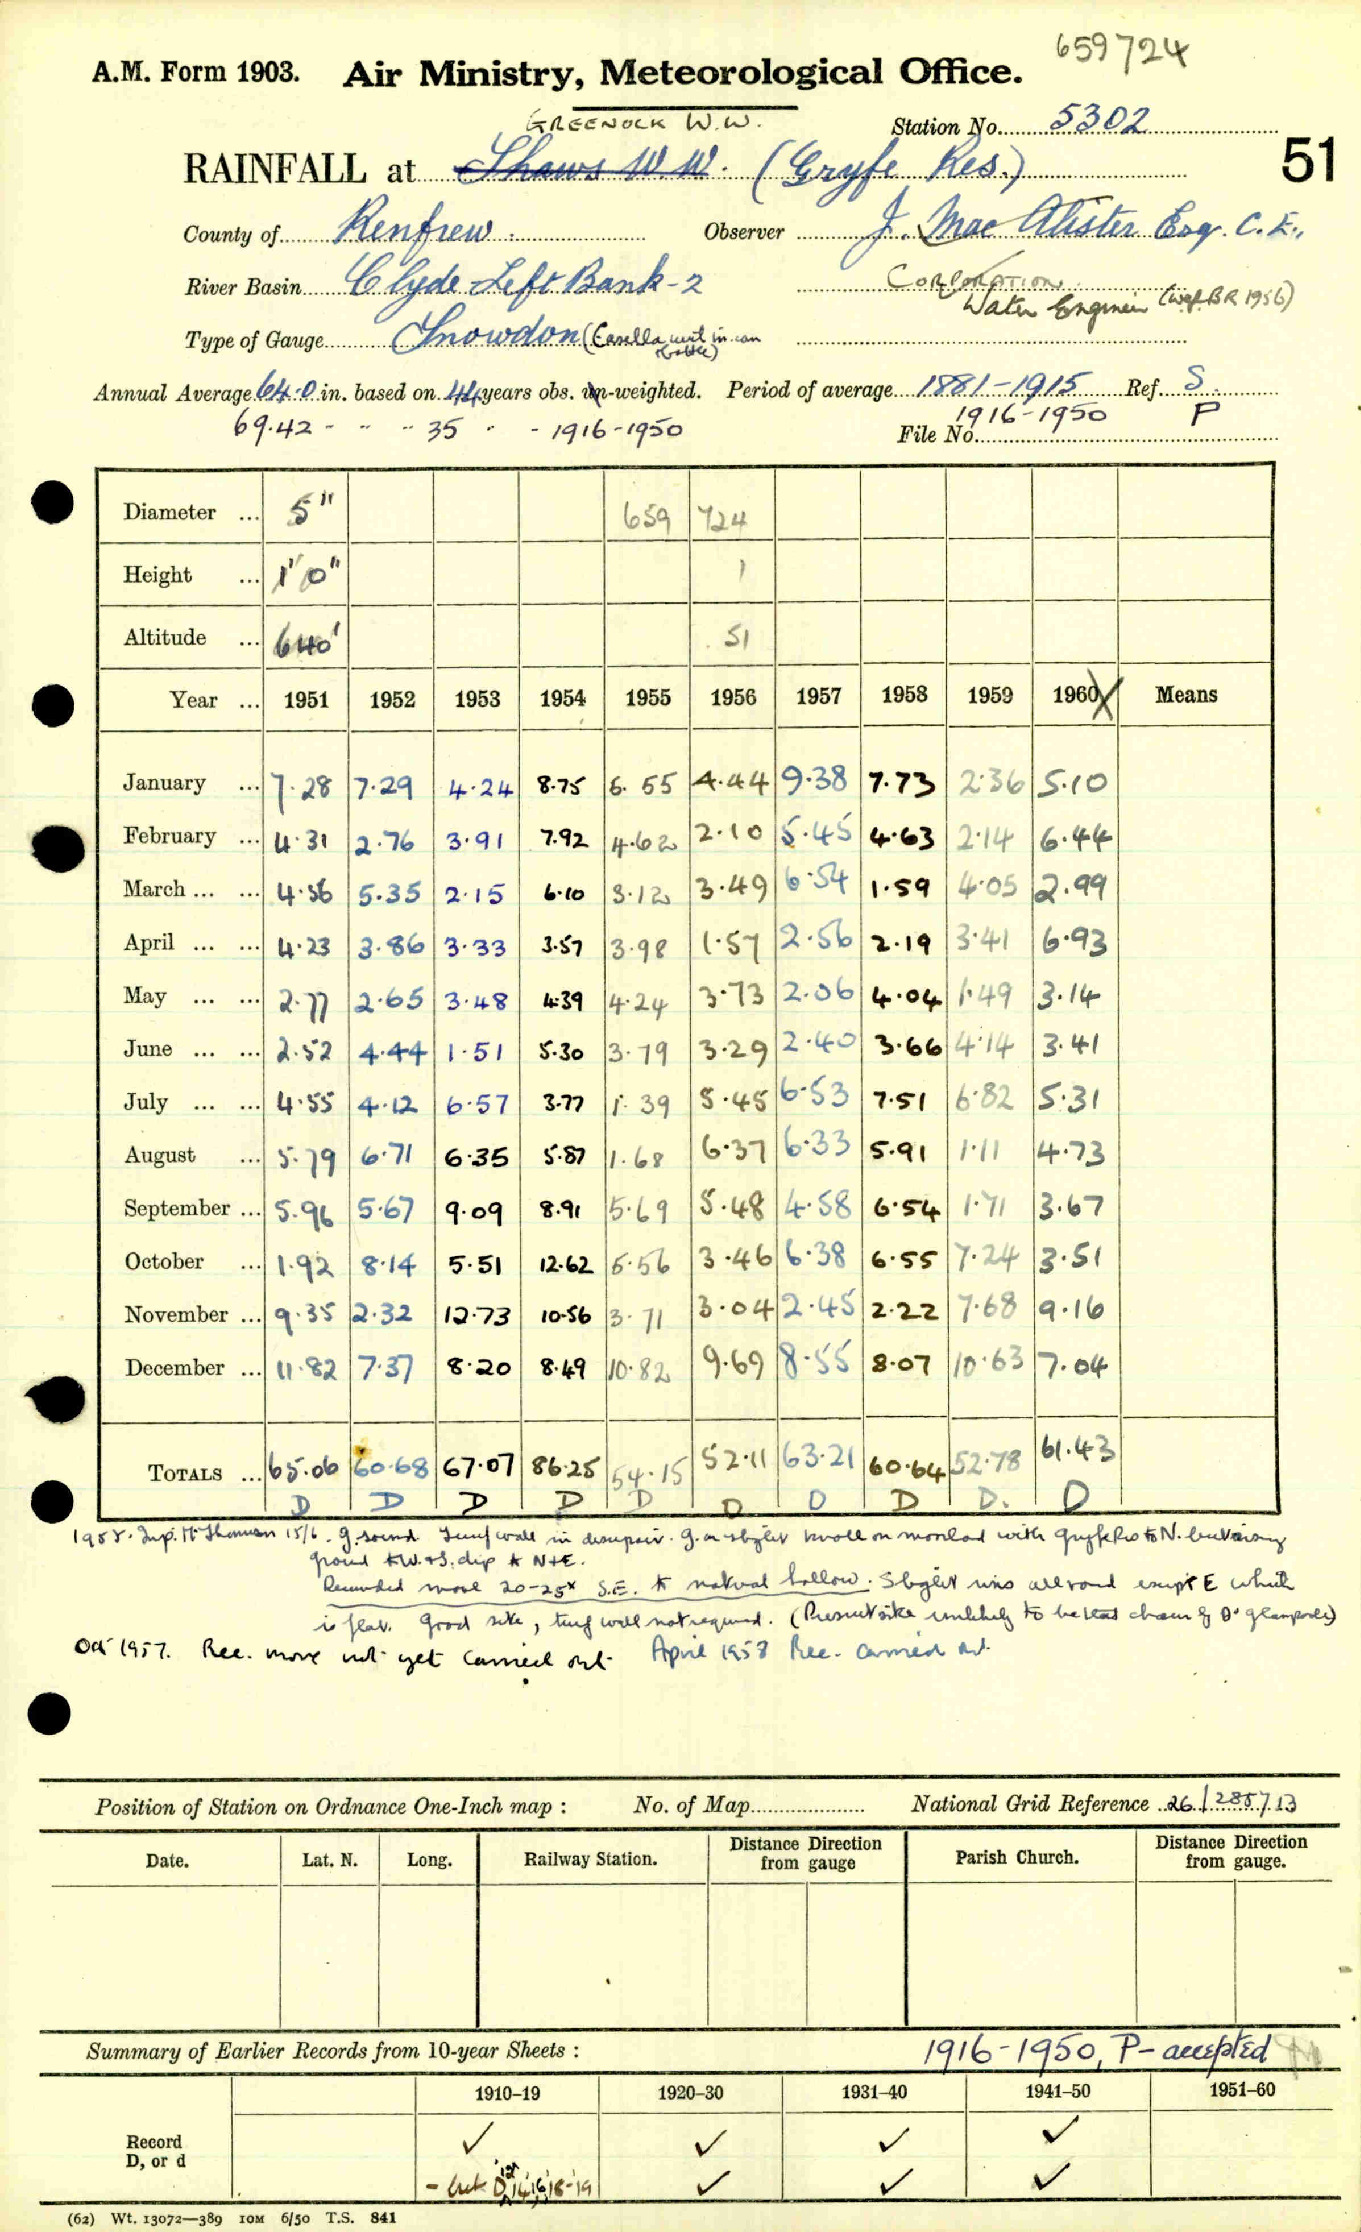 659724
A.M. Form 1903. Air Ministry, Meteorological Office.
GREENOCK W.W.
Station No. 5302
RAINFALL at Shaws W.W. (Gryfe Res.)
51
County of Renfrew. Observer J. Mac Alister Esq. C.E.,
River Basin Clyde Left Bank-2 CORPORATION
Water Engineer (wef BR 1956)
Type of Gauge Snowdon (Casella unit in can bottle)
Annual Average 64.0 in. based on 44 years obs. un-weighted. Period of average 1881-1915 Ref. S.
69.42 - - - 35 - - 1916-1950 1916-1950 P
File No.
Diameter ... 5" 659 724
Height ... 1'0" 1
Altitude ... 640' 51
Year ... 1951 1952 1953 1954 1955 1956 1957 1958 1959 1960 X Means
January ... 7.28 7.29 4.24 8.75 6.55 4.44 9.38 7.73 2.36 5.10
February ... 4.31 2.76 3.91 7.92 4.62 2.10 5.45 4.63 2.14 6.44
March ... ... 4.56 5.35 2.15 6.10 3.12 3.49 6.54 1.59 4.05 2.99
April ... ... 4.23 3.86 3.33 3.57 3.98 1.57 2.56 2.19 3.41 6.93
May ... ... 2.77 2.65 3.48 4.39 4.24 3.73 2.06 4.04 1.49 3.14
June ... ... 2.52 4.44 1.51 5.30 3.79 3.29 2.40 3.66 4.14 3.41
July ... ... 4.55 4.12 6.57 3.77 1.39 5.45 6.53 7.51 6.82 5.31
August ... 5.79 6.71 6.35 5.87 1.68 6.37 6.33 5.91 1.11 4.73
September ... 5.96 5.67 9.09 8.91 5.69 5.48 4.58 6.54 1.71 3.67
October ... 1.92 8.14 5.51 12.62 5.56 3.46 6.38 6.55 7.24 3.51
November ... 9.35 2.32 12.73 10.56 3.71 3.04 2.45 2.22 7.68 9.16
December ... 11.82 7.37 8.20 8.49 10.82 9.69 8.55 8.07 10.63 7.04
TOTALS ... 65.06 60.68 67.07 86.25 54.15 52.11 63.21 60.64 52.78 61.43
D D D D D D D D D. D
Insp. 15/6. g. sound Turf wall in disrepair. g. on slight knoll on moorland with Gryfe Res to N. but rising
ground to W. & S. dip to N & E.
Recommended move 20-25x S.E. to natural hollow. Slight rins all round except E which
is flat. Good site, turf wall not required. (Present site unlikely to be
Oct 1957. Rec. move not yet carried out. April 1958 Rec. carried out.
Position of Station on Ordnance One-Inch map : No. of Map National Grid Reference 26/285713
Date. Lat. N. Long. Railway Station. Distance from gauge Direction Parish Church. Distance from gauge. Direction
Summary of Earlier Records from 10-year Sheets : 1916-1950, P-accepted
1910-19 1920-30 1931-40 1941-50 1951-60
Record ✓ ✓ ✓ ✓
D, or d ✓ ✓ ✓
(62) Wt. 13072—389 10M 6/50 T.S. 841